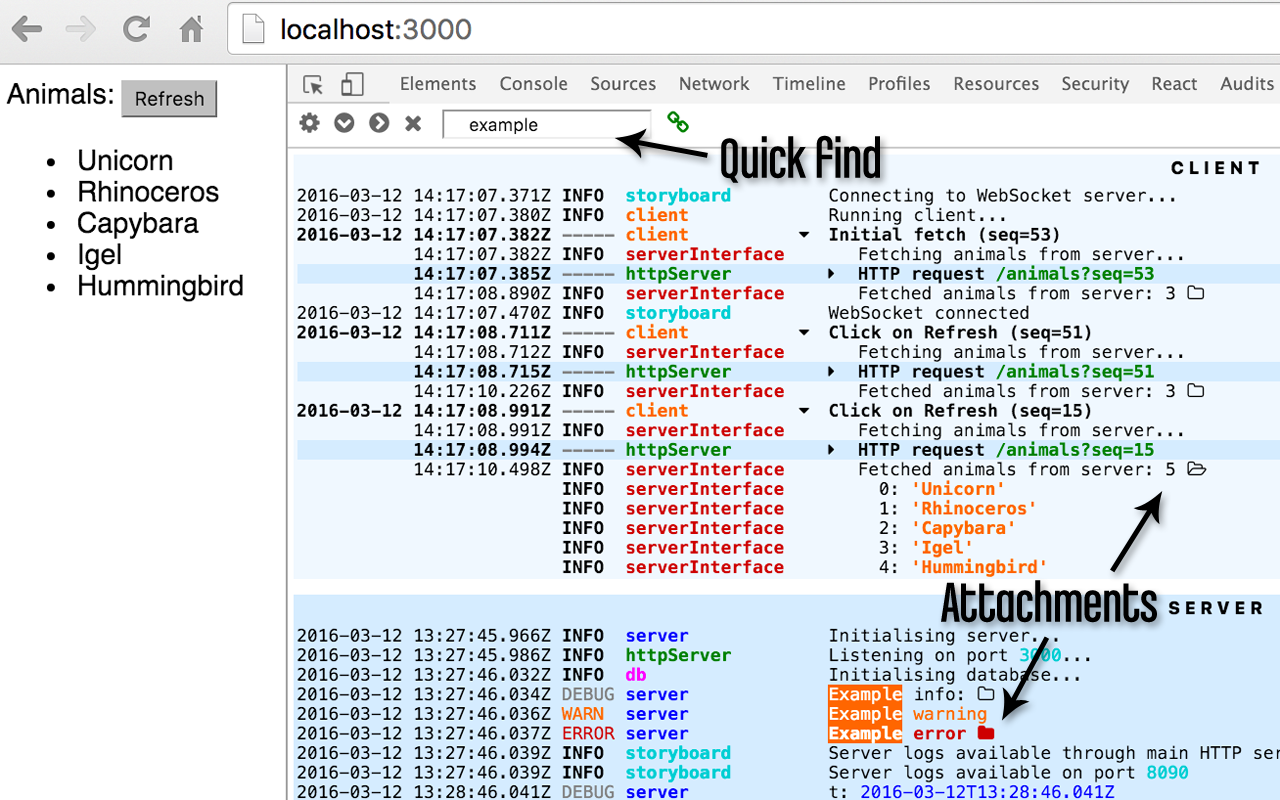 localhost:3000
Animals: Refresh
• Unicorn
• Rhinoceros
• Capybara
• Igel
• Hummingbird
Elements Console Sources Network Timeline Profiles Resources Security React Audits
example
Quick find
CLIENT
2016-03-12 14:17:07.371Z INFO storyboard Connecting to WebSocket server...
2016-03-12 14:17:07.380Z INFO client Running client...
2016-03-12 14:17:07.382Z ----- client ▾ Initial fetch (seq=53)
14:17:07.382Z INFO serverInterface Fetching animals from server...
14:17:07.385Z ----- httpServer ▸ HTTP request /animals?seq=53
14:17:08.890Z INFO serverInterface Fetched animals from server: 3
2016-03-12 14:17:07.470Z INFO storyboard WebSocket connected
2016-03-12 14:17:08.711Z ----- client ▾ Click on Refresh (seq=51)
14:17:08.712Z INFO serverInterface Fetching animals from server...
14:17:08.715Z ----- httpServer ▸ HTTP request /animals?seq=51
14:17:10.226Z INFO serverInterface Fetched animals from server: 3
2016-03-12 14:17:08.991Z ----- client ▾ Click on Refresh (seq=15)
14:17:08.991Z INFO serverInterface Fetching animals from server...
14:17:08.994Z ----- httpServer ▸ HTTP request /animals?seq=15
14:17:10.498Z INFO serverInterface Fetched animals from server: 5
INFO serverInterface 0: 'Unicorn'
INFO serverInterface 1: 'Rhinoceros'
INFO serverInterface 2: 'Capybara'
INFO serverInterface 3: 'Igel'
INFO serverInterface 4: 'Hummingbird'
Attachments
SERVER
2016-03-12 13:27:45.966Z INFO server Initialising server...
2016-03-12 13:27:45.986Z INFO httpServer Listening on port 3000...
2016-03-12 13:27:46.032Z INFO db Initialising database...
2016-03-12 13:27:46.034Z DEBUG server Example info:
2016-03-12 13:27:46.036Z WARN server Example warning
2016-03-12 13:27:46.037Z ERROR server Example error
2016-03-12 13:27:46.039Z INFO storyboard Server logs available through main HTTP ser
2016-03-12 13:27:46.039Z INFO storyboard Server logs available on port 8090
2016-03-12 13:28:46.041Z DEBUG server t: 2016-03-12T13:28:46.041Z